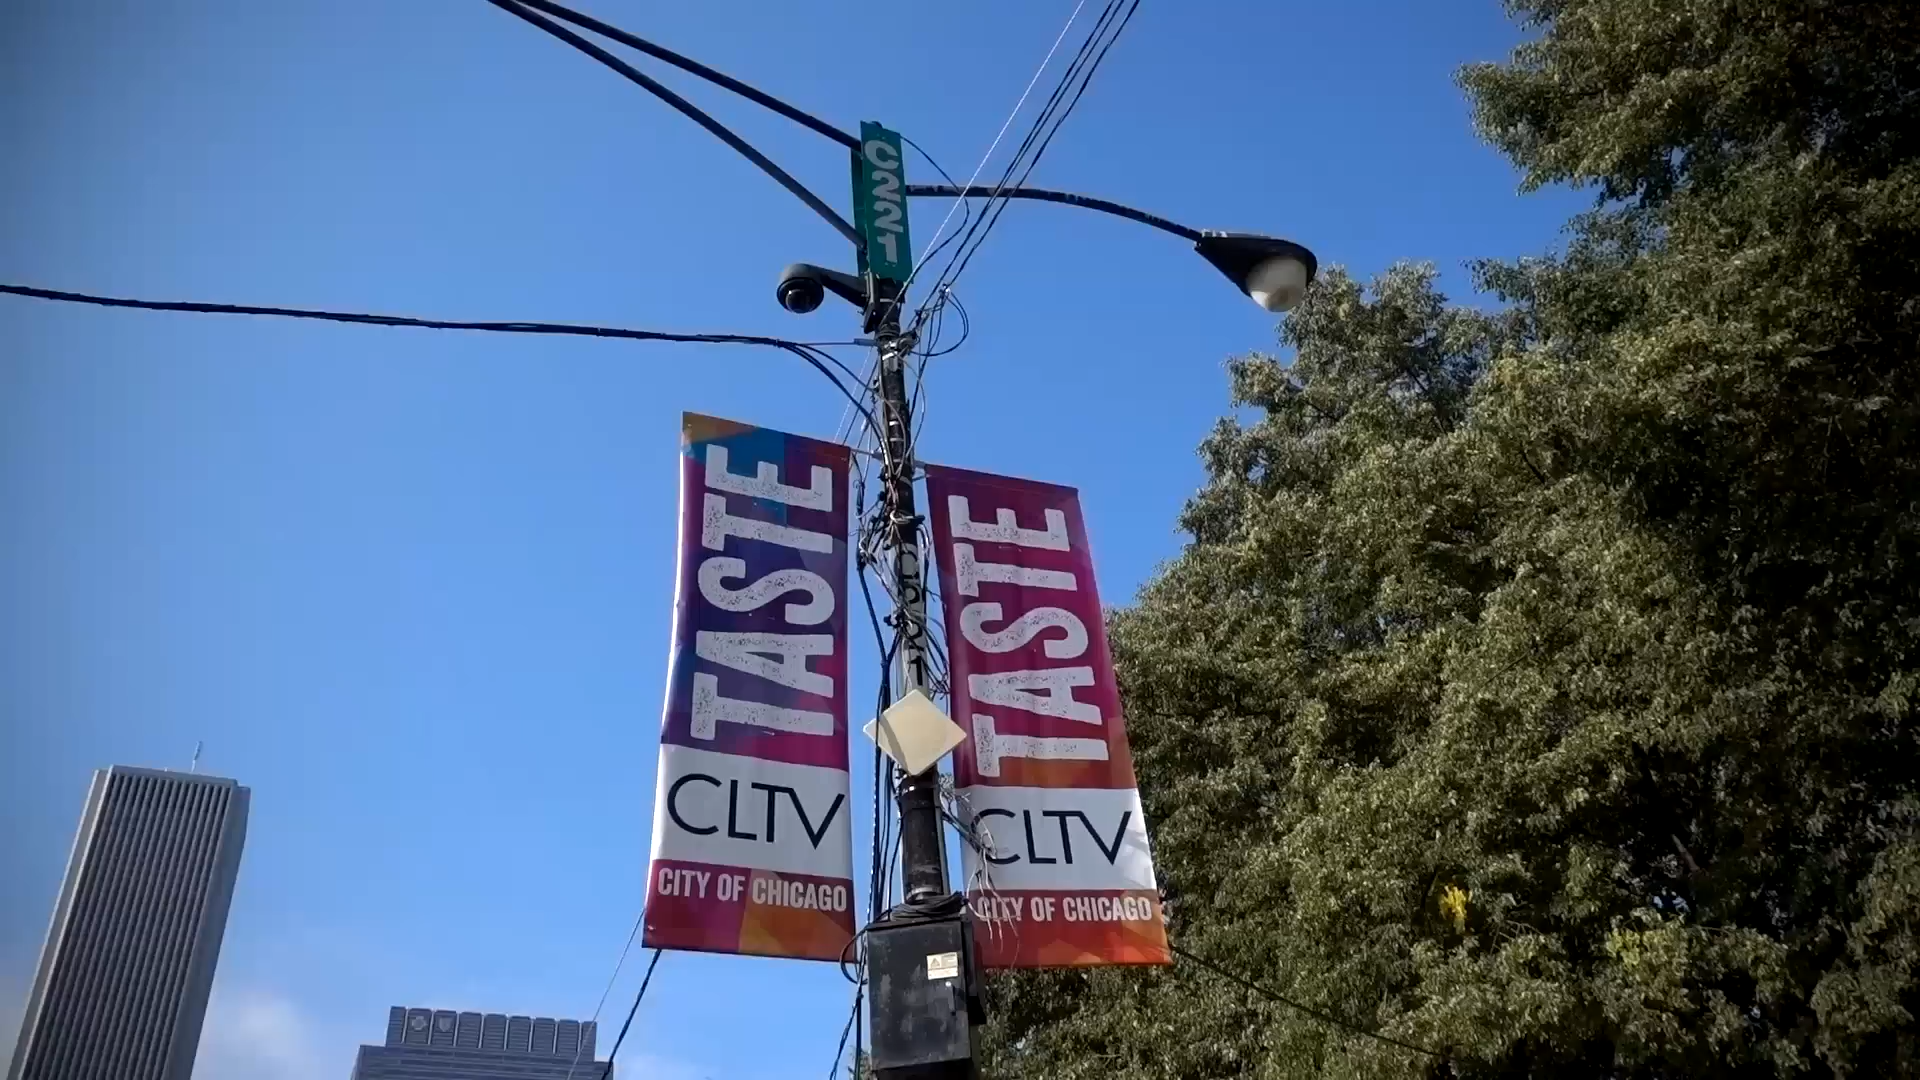 C221
TASTE
CLTV
CITY OF CHICAGO
TASTE
CLTV
CITY OF CHICAGO